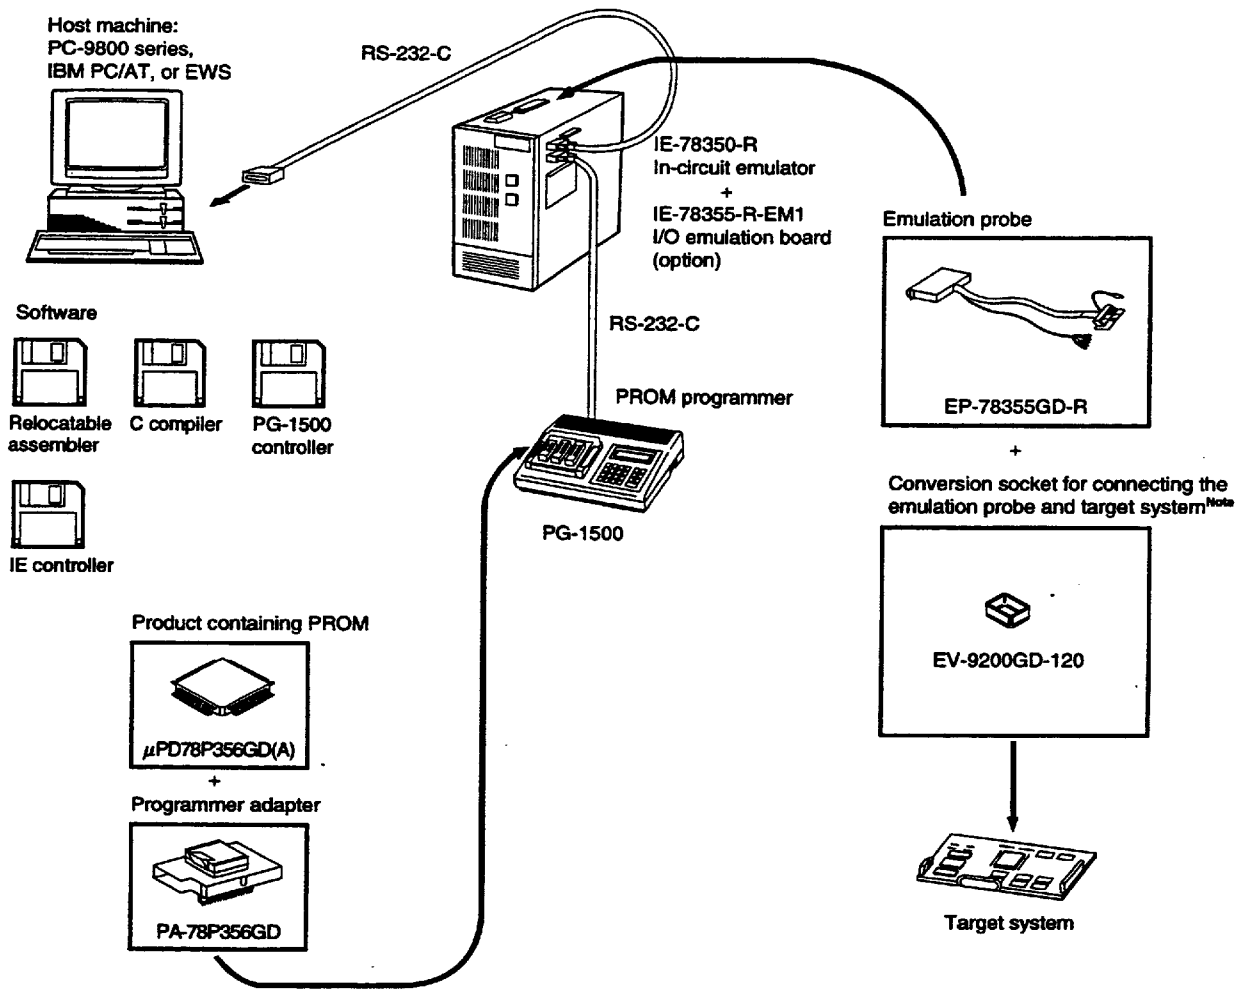 Host machine:
PC-9800 series,
IBM PC/AT, or EWS
RS-232-C
IE-78350-R
In-circuit emulator
+
IE-78355-R-EM1
I/O emulation board
(option)
Emulation probe
EP-78355GD-R
+
Conversion socket for connecting the
emulation probe and target systemNote
EV-9200GD-120
Target system
Software
Relocatable
assembler
C compiler
PG-1500
controller
IE controller
RS-232-C
PROM programmer
PG-1500
Product containing PROM
μPD78P356GD(A)
+
Programmer adapter
PA-78P356GD